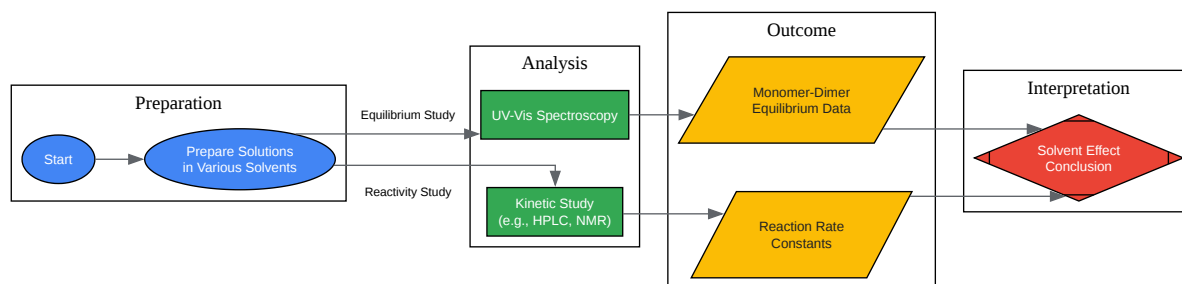 Preparation
Start
Prepare Solutions
in Various Solvents
Equilibrium Study
Reactivity Study
Analysis
UV-Vis Spectroscopy
Kinetic Study
(e.g., HPLC, NMR)
Outcome
Monomer-Dimer
Equilibrium Data
Reaction Rate
Constants
Interpretation
Solvent Effect
Conclusion